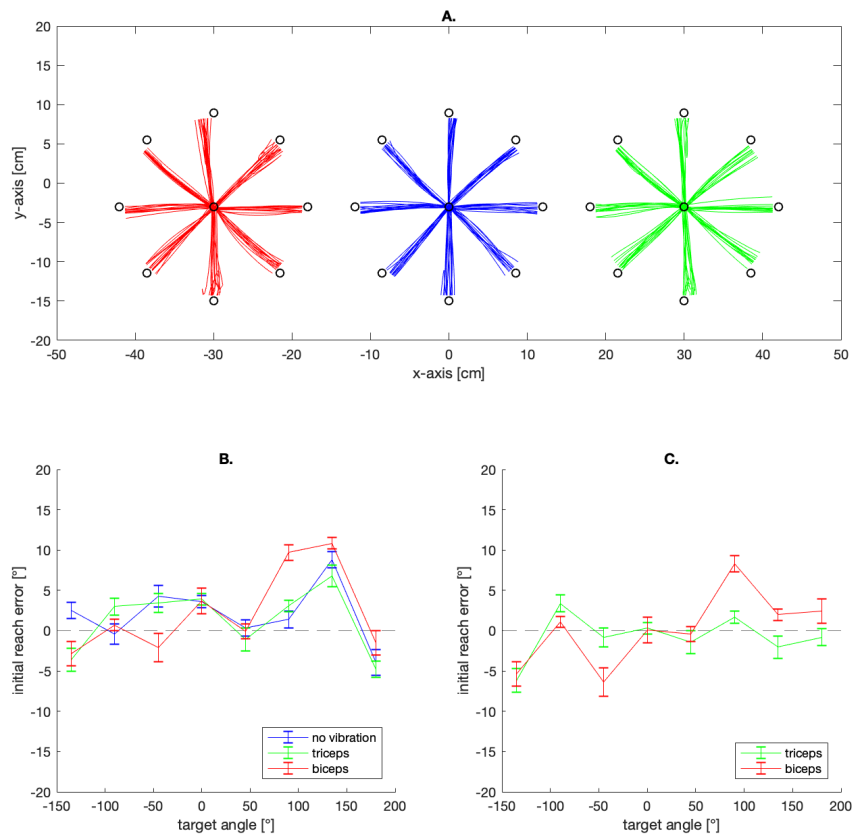 A.
20
15
10
5
0
-5
-10
-15
-20
y-axis [cm]
-50 -40 -30 -20 -10 0 10 20 30 40 50
x-axis [cm]
B.
20
15
10
5
0
-5
-10
-15
-20
initial reach error [°]
no vibration
triceps
biceps
-150 -100 -50 0 50 100 150 200
target angle [°]
C.
20
15
10
5
0
-5
-10
-15
-20
initial reach error [°]
triceps
biceps
-150 -100 -50 0 50 100 150 200
target angle [°]